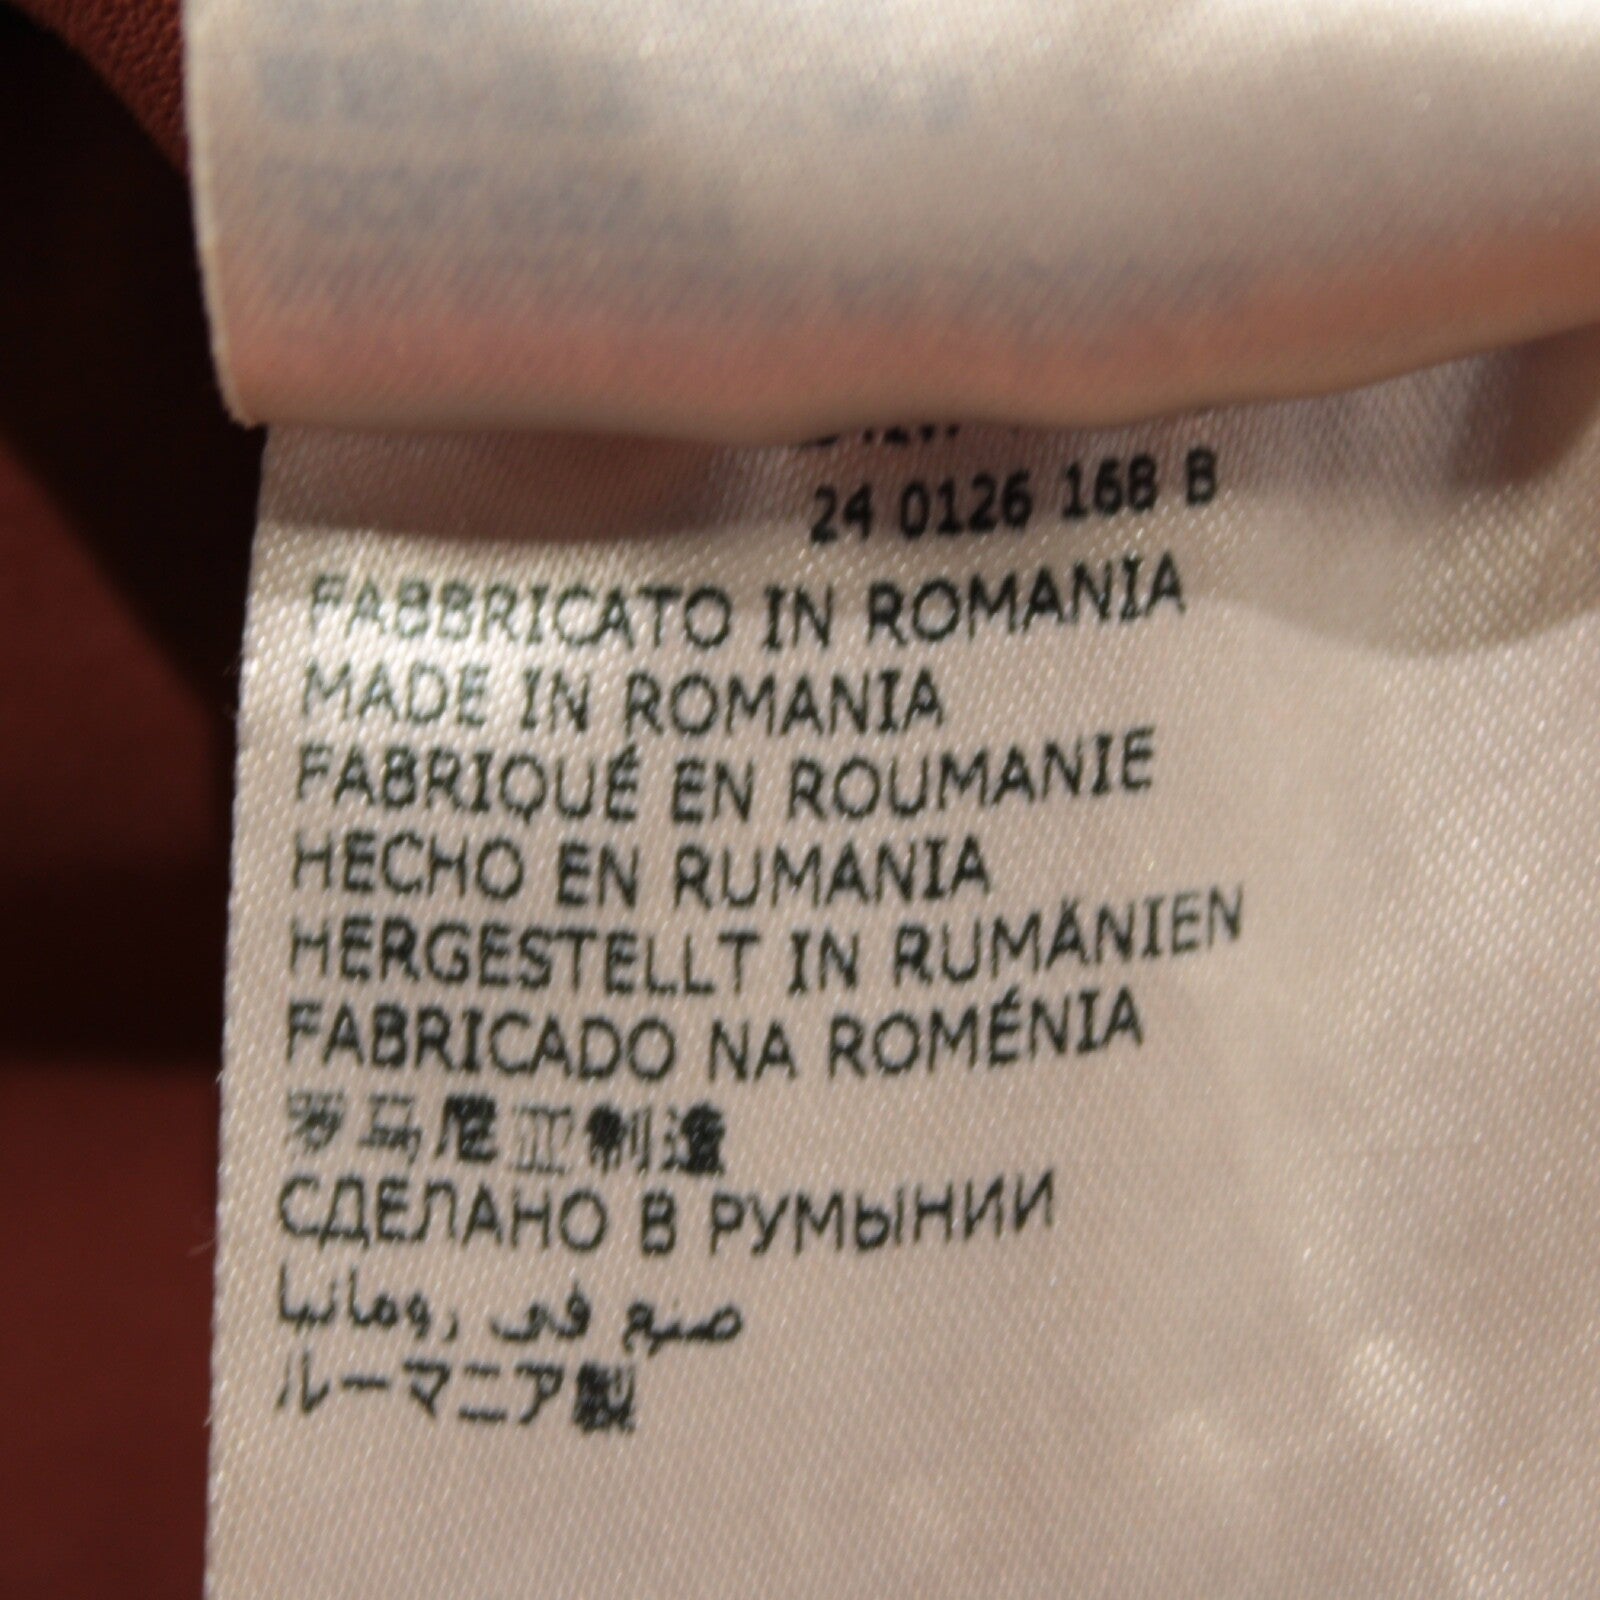 24 0126 168 B
FABBRICATO IN ROMANIA
MADE IN ROMANIA
FABRIQUÉ EN ROUMANIE
HECHO EN RUMANIA
HERGESTELLT IN RUMÄNIEN
FABRICADO NA ROMÉNIA
罗马尼亚制造
СДЕЛАНО В РУМЫНИИ
صنع في رومانيا
ルーマニア製